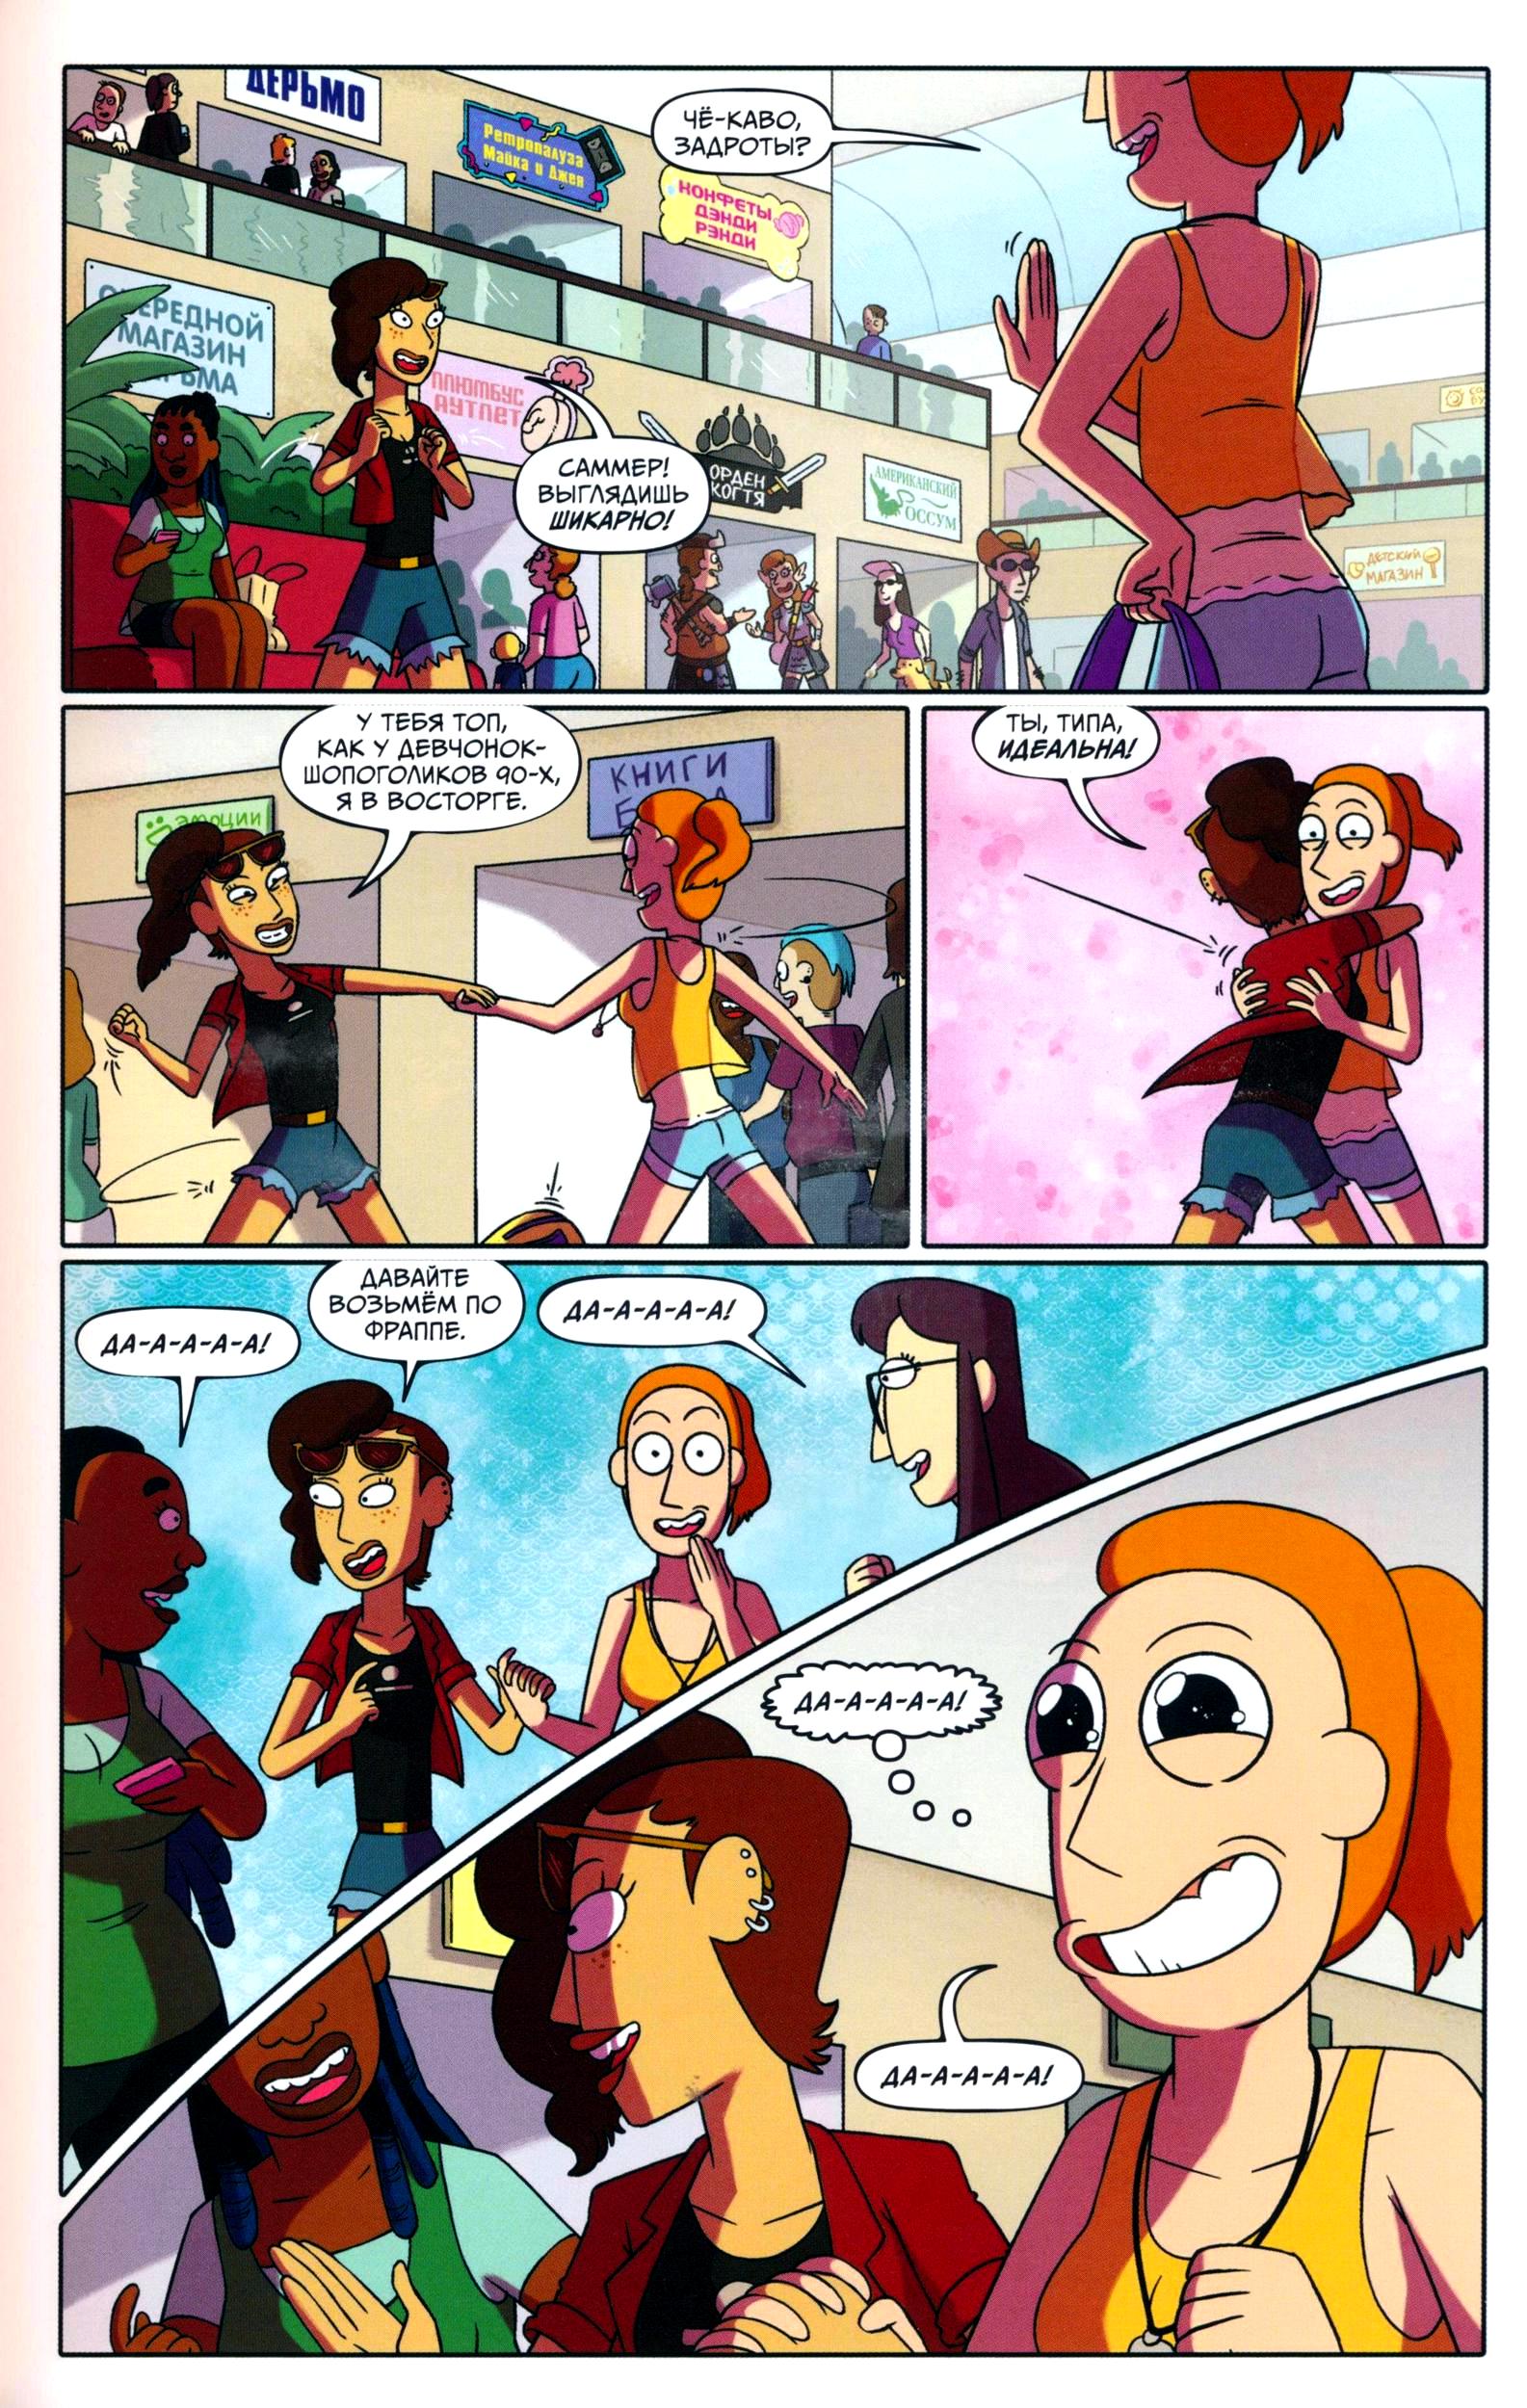 ДЕРЬМО
Ретропалуза
Майка и Джея
КОНФЕТЫ
ДЭНДИ
РЭНДИ
ЧЁ-КАВО,
ЗАДРОТЫ?
МАГАЗИН
ПЛЮМБУС
АУТЛЕТ
САММЕР!
ВЫГЛЯДИШЬ
ШИКАРНО!
ОРДЕН
КОГТЯ
АМЕРИКАНСКИЙ
ОССУМ
ДЕТСКИЙ
МАГАЗИН
У ТЕБЯ ТОП,
КАК У ДЕВЧОНОК-
ШОПОГОЛИКОВ 90-Х,
Я В ВОСТОРГЕ.
ЭМОЦИИ
КНИГИ
ТЫ, ТИПА,
ИДЕАЛЬНА!
ДА-А-А-А-А!
ДАВАЙТЕ
ВОЗЬМЁМ ПО
ФРАППЕ.
ДА-А-А-А-А!
ДА-А-А-А-А!
ДА-А-А-А-А!